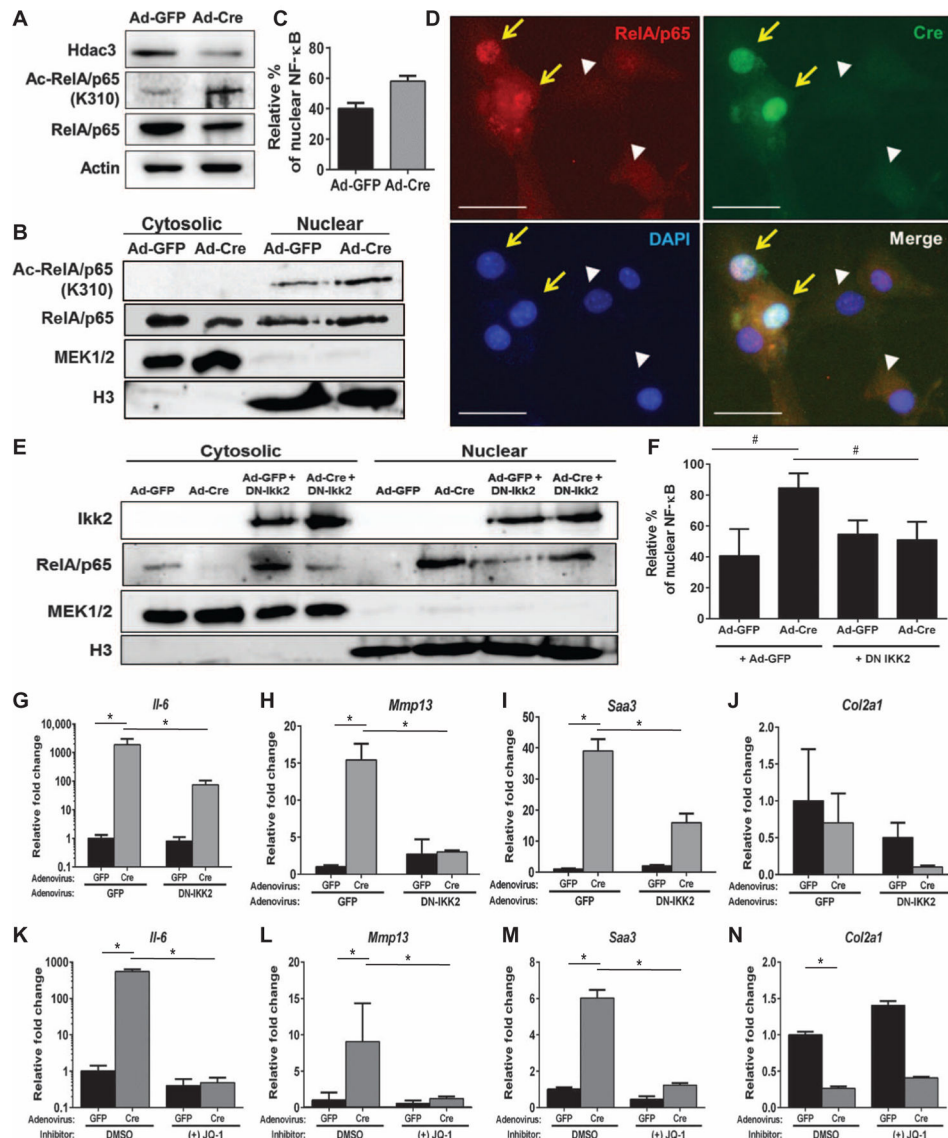 A
Ad-GFP Ad-Cre
Hdac3
Ac-RelA/p65
(K310)
RelA/p65
Actin
C
Relative %
of nuclear NF-κB
80
60
40
20
0
Ad-GFP Ad-Cre
D
RelA/p65
Cre
DAPI
Merge
B
Cytosolic Nuclear
Ad-GFP Ad-Cre Ad-GFP Ad-Cre
Ac-RelA/p65
(K310)
RelA/p65
MEK1/2
H3
E
Cytosolic Nuclear
Ad-GFP Ad-Cre Ad-GFP + DN-Ikk2 Ad-Cre + DN-Ikk2 Ad-GFP Ad-Cre Ad-GFP + DN-Ikk2 Ad-Cre + DN-Ikk2
Ikk2
RelA/p65
MEK1/2
H3
F
Relative %
of nuclear NF-κB
100
80
60
40
20
0
# #
Ad-GFP Ad-Cre Ad-GFP Ad-Cre
+ Ad-GFP + DN IKK2
G
Il-6
Relative fold change
10,000
1000
100
10
1
0.1
* *
Adenovirus: GFP Cre GFP Cre
Adenovirus: GFP DN-IKK2
H
Mmp13
Relative fold change
20
15
10
5
0
* *
Adenovirus: GFP Cre GFP Cre
Adenovirus: GFP DN-IKK2
I
Saa3
Relative fold change
50
40
30
20
10
0
* *
Adenovirus: GFP Cre GFP Cre
Adenovirus: GFP DN-IKK2
J
Col2a1
Relative fold change
2.0
1.5
1.0
0.5
0.0
Adenovirus: GFP Cre GFP Cre
Adenovirus: GFP DN-IKK2
K
Il-6
Relative fold change
1000
100
10
1
0.1
* *
Adenovirus: GFP Cre GFP Cre
Inhibitor: DMSO (+) JQ-1
L
Mmp13
Relative fold change
20
15
10
5
0
* *
Adenovirus: GFP Cre GFP Cre
Inhibitor: DMSO (+) JQ-1
M
Saa3
Relative fold change
8
6
4
2
0
* *
Adenovirus: GFP Cre GFP Cre
Inhibitor: DMSO (+) JQ-1
N
Col2a1
Relative fold change
2.0
1.5
1.0
0.5
0.0
*
Adenovirus: GFP Cre GFP Cre
Inhibitor: DMSO (+) JQ-1